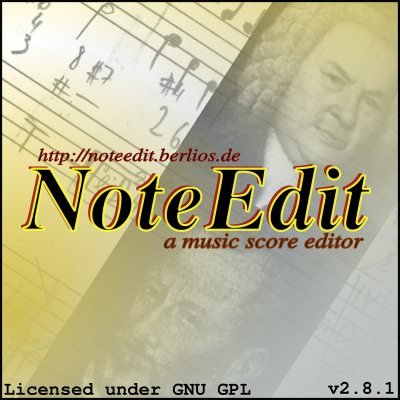 http://noteedit.berlios.de
NoteEdit
a music score editor
Licensed under GNU GPL
v2.8.1